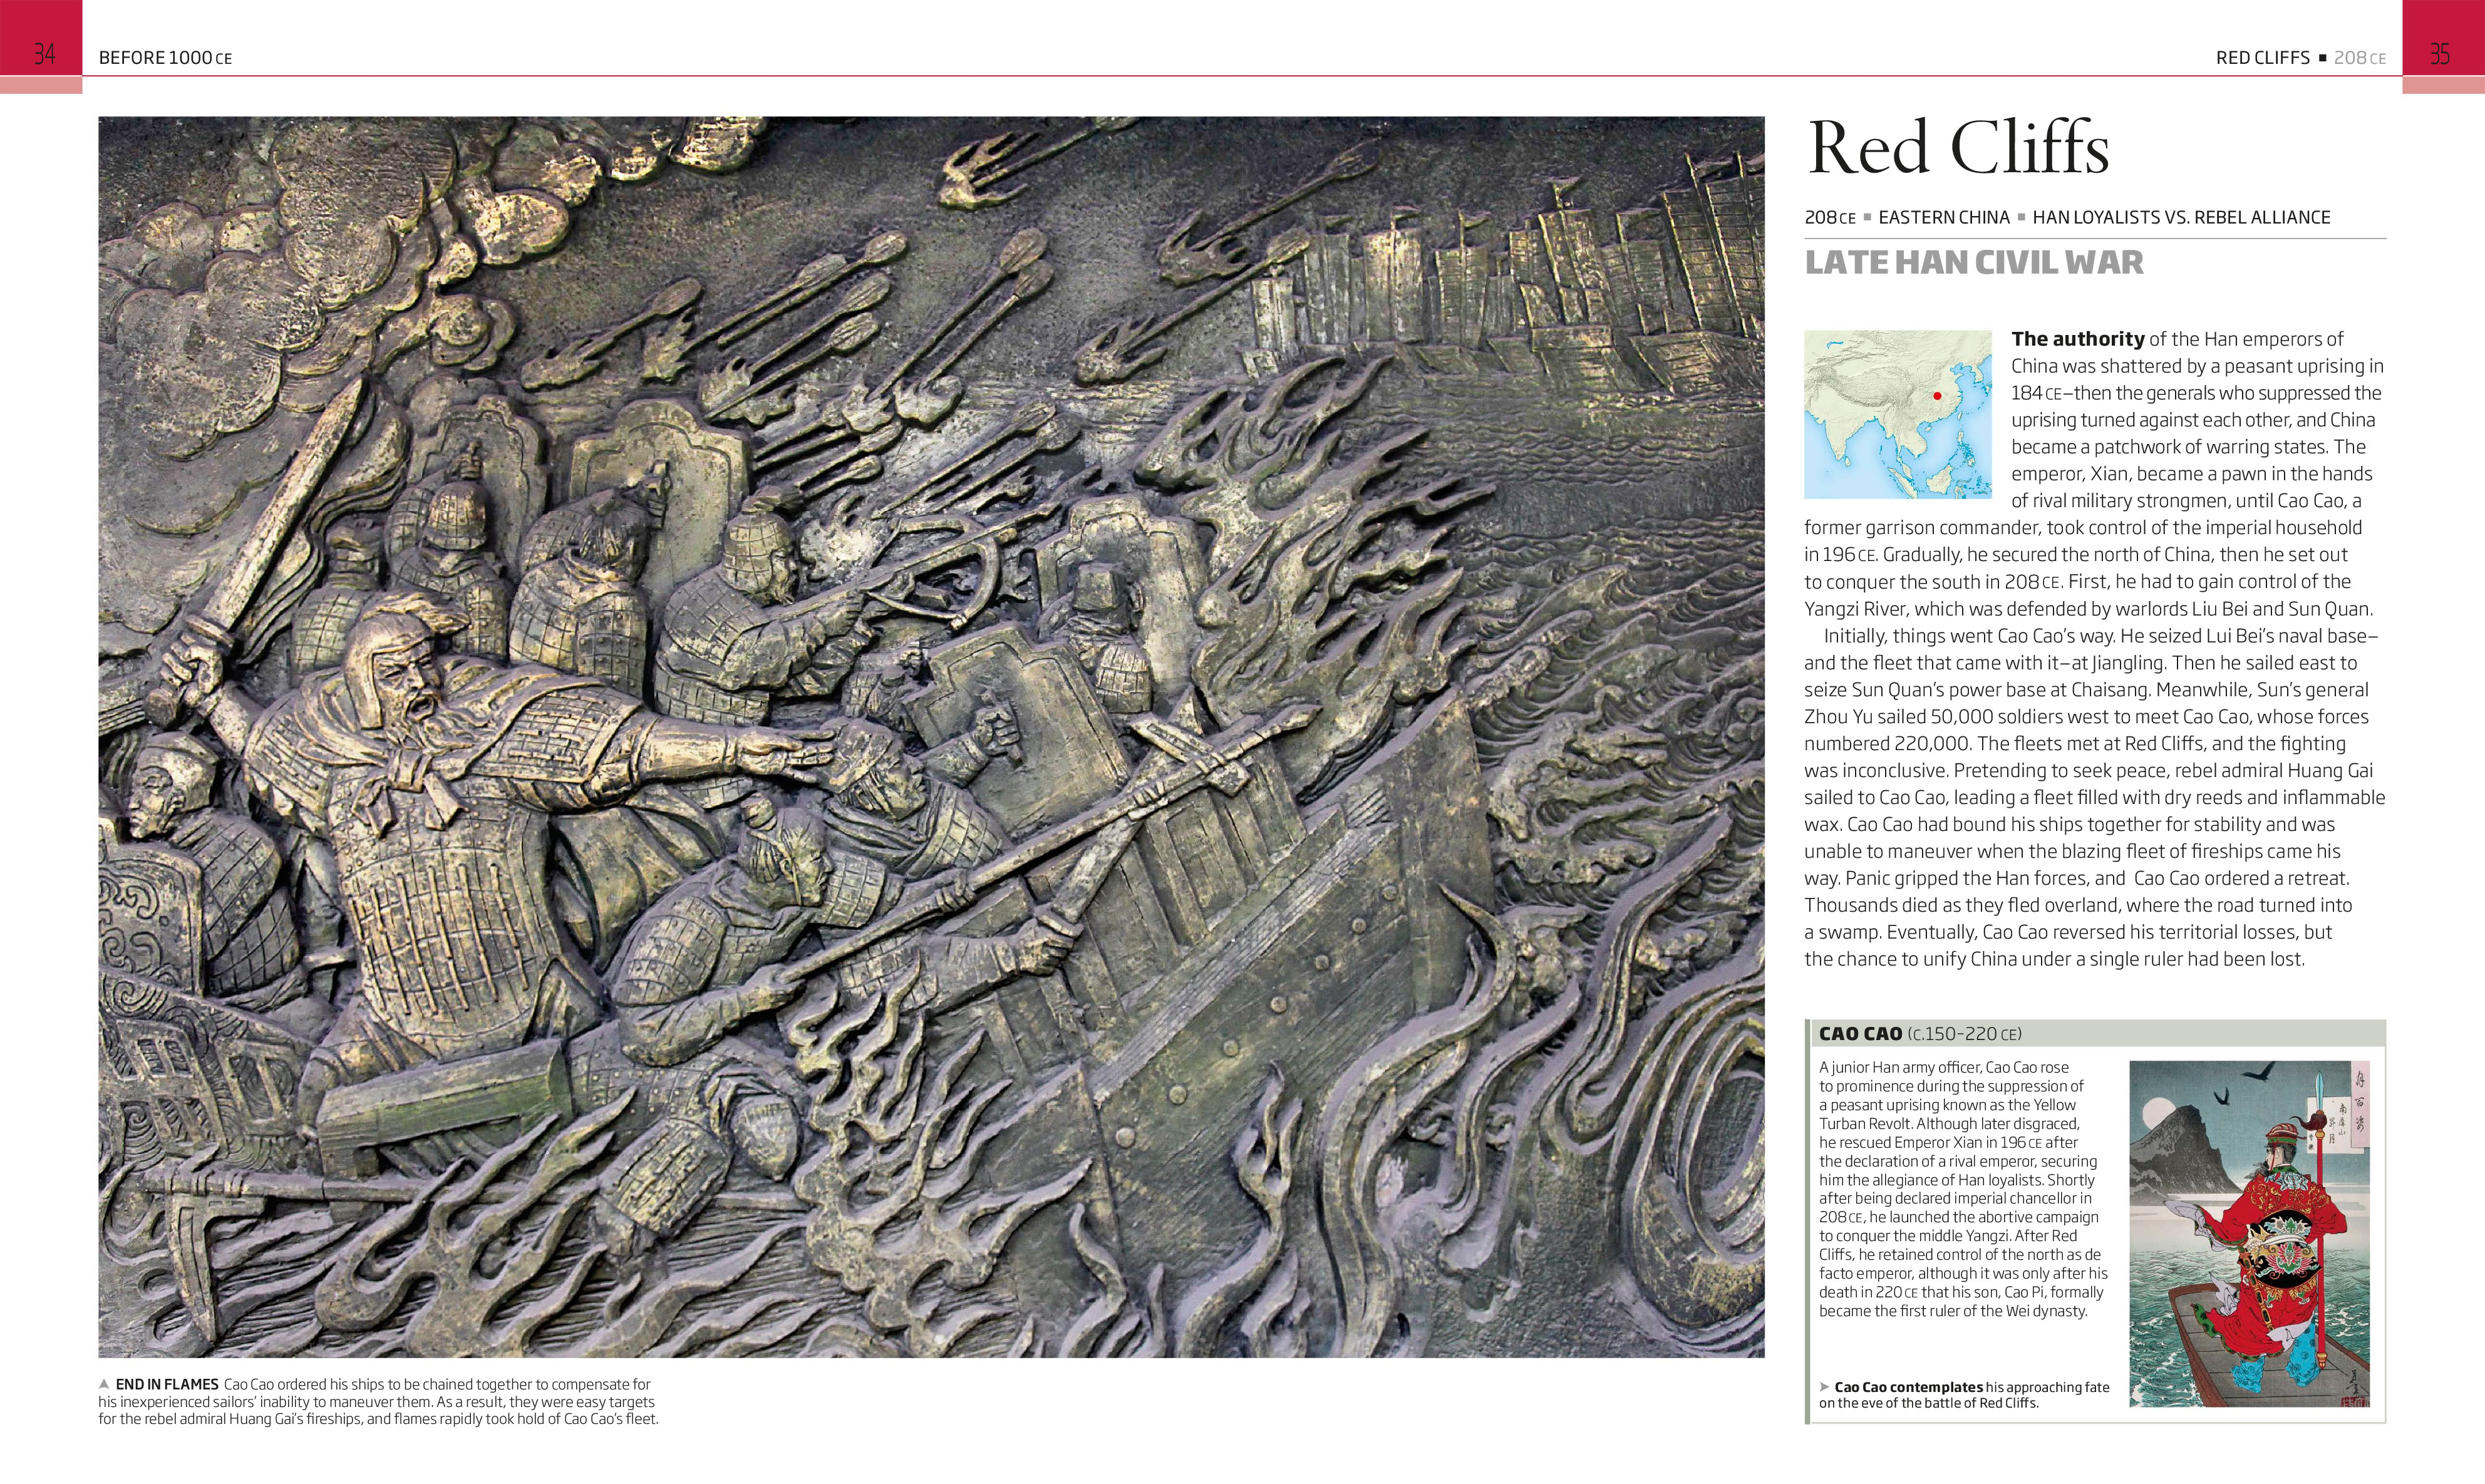 34
BEFORE 1000 CE
RED CLIFFS ■ 208 CE
35
Red Cliffs
208 CE ■ EASTERN CHINA ■ HAN LOYALISTS VS. REBEL ALLIANCE
LATE HAN CIVIL WAR
The authority of the Han emperors of
China was shattered by a peasant uprising in
184 CE—then the generals who suppressed the
uprising turned against each other, and China
became a patchwork of warring states. The
emperor, Xian, became a pawn in the hands
of rival military strongmen, until Cao Cao, a
former garrison commander, took control of the imperial household
in 196 CE. Gradually, he secured the north of China, then he set out
to conquer the south in 208 CE. First, he had to gain control of the
Yangzi River, which was defended by warlords Liu Bei and Sun Quan.
Initially, things went Cao Cao's way. He seized Lui Bei's naval base—
and the fleet that came with it—at Jiangling. Then he sailed east to
seize Sun Quan's power base at Chaisang. Meanwhile, Sun's general
Zhou Yu sailed 50,000 soldiers west to meet Cao Cao, whose forces
numbered 220,000. The fleets met at Red Cliffs, and the fighting
was inconclusive. Pretending to seek peace, rebel admiral Huang Gai
sailed to Cao Cao, leading a fleet filled with dry reeds and inflammable
wax. Cao Cao had bound his ships together for stability and was
unable to maneuver when the blazing fleet of fireships came his
way. Panic gripped the Han forces, and Cao Cao ordered a retreat.
Thousands died as they fled overland, where the road turned into
a swamp. Eventually, Cao Cao reversed his territorial losses, but
the chance to unify China under a single ruler had been lost.
CAO CAO (C.150–220 CE)
A junior Han army officer, Cao Cao rose
to prominence during the suppression of
a peasant uprising known as the Yellow
Turban Revolt. Although later disgraced,
he rescued Emperor Xian in 196 CE after
the declaration of a rival emperor, securing
him the allegiance of Han loyalists. Shortly
after being declared imperial chancellor in
208 CE, he launched the abortive campaign
to conquer the middle Yangzi. After Red
Cliffs, he retained control of the north as de
facto emperor, although it was only after his
death in 220 CE that his son, Cao Pi, formally
became the first ruler of the Wei dynasty.
➤ Cao Cao contemplates his approaching fate
on the eve of the battle of Red Cliffs.
月百姿
▲ END IN FLAMES Cao Cao ordered his ships to be chained together to compensate for
his inexperienced sailors' inability to maneuver them. As a result, they were easy targets
for the rebel admiral Huang Gai's fireships, and flames rapidly took hold of Cao Cao's fleet.